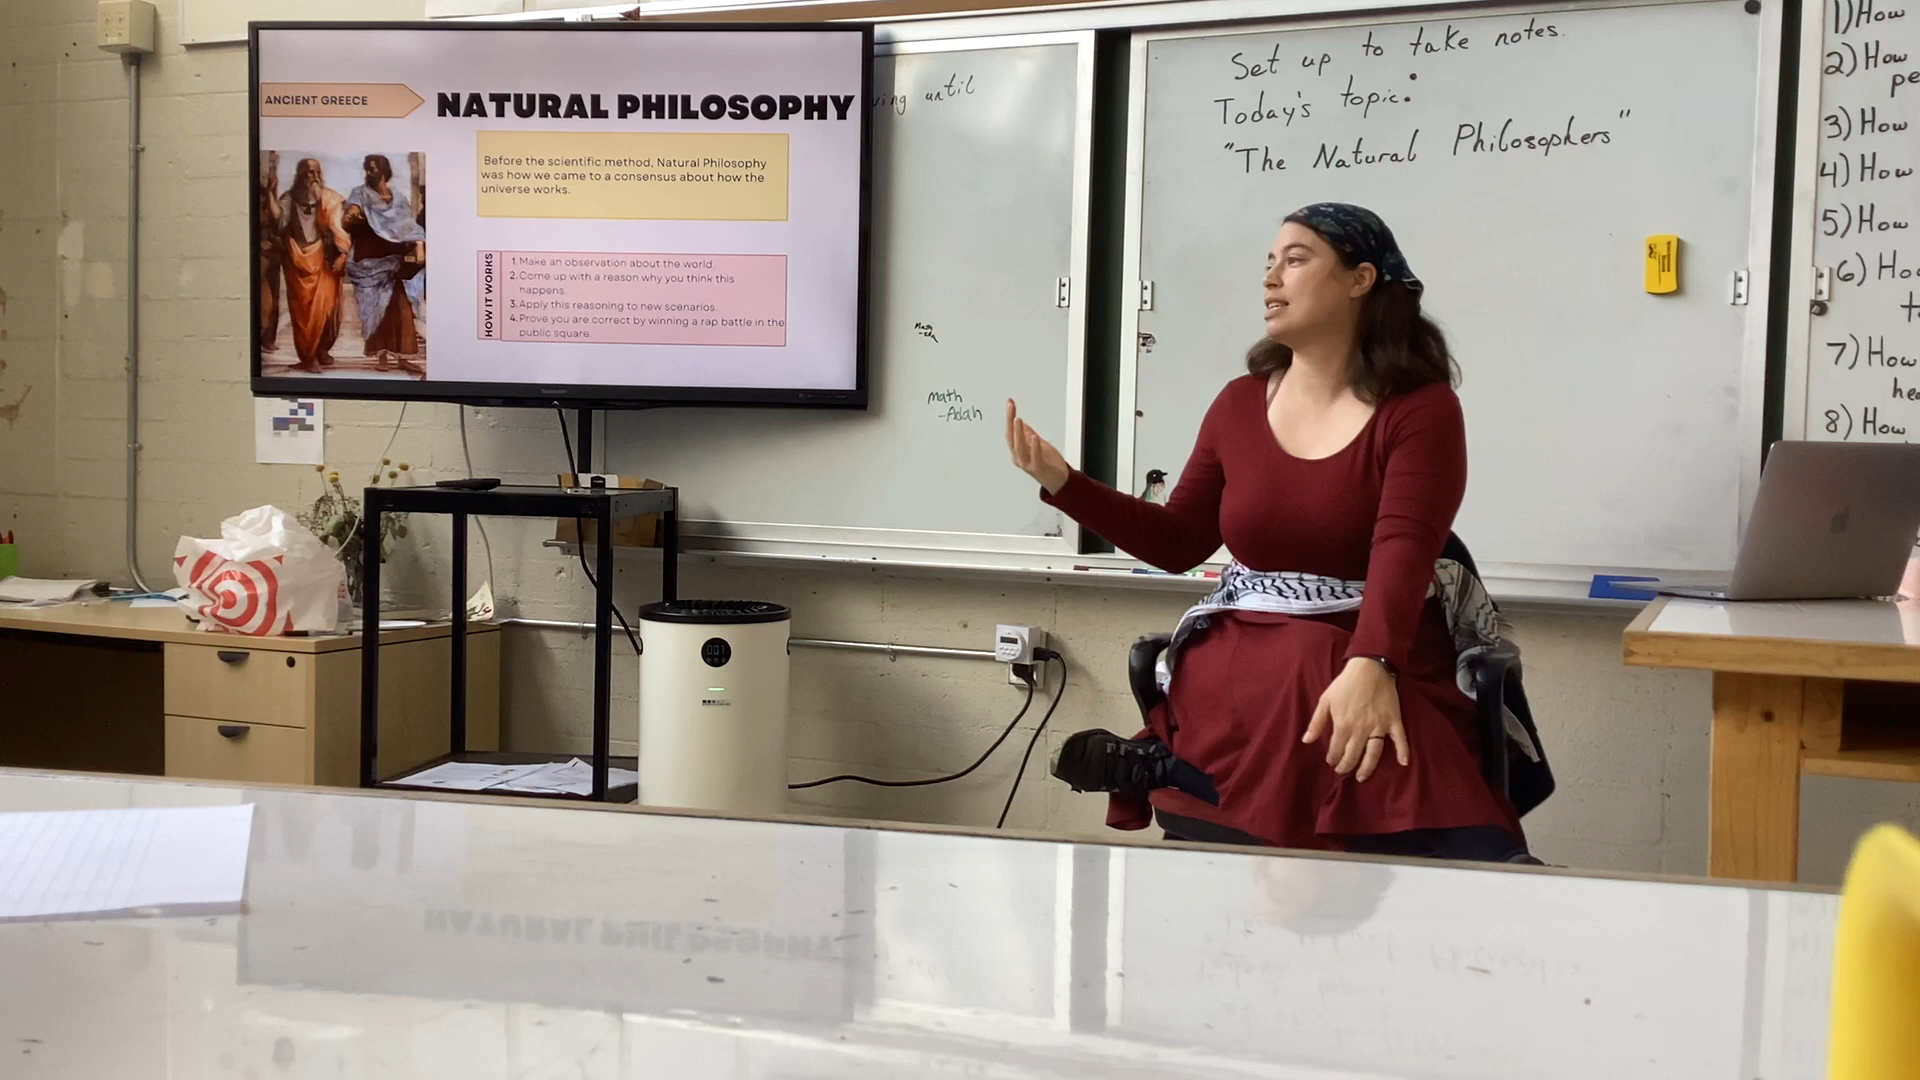 ANCIENT GREECE
NATURAL PHILOSOPHY
Before the scientific method, Natural Philosophy
was how we came to a consensus about how the
universe works.
HOW IT WORKS
1. Make an observation about the world.
2. Come up with a reason why you think this
happens.
3. Apply this reasoning to new scenarios.
4. Prove you are correct by winning a rap battle in the
public square.
until
math
-Adah
Set up to take notes.
Today's topic:
"The Natural Philosophers"
1) How
2) How
3) How
4) How
5) How
6)
7) How
8) How
001